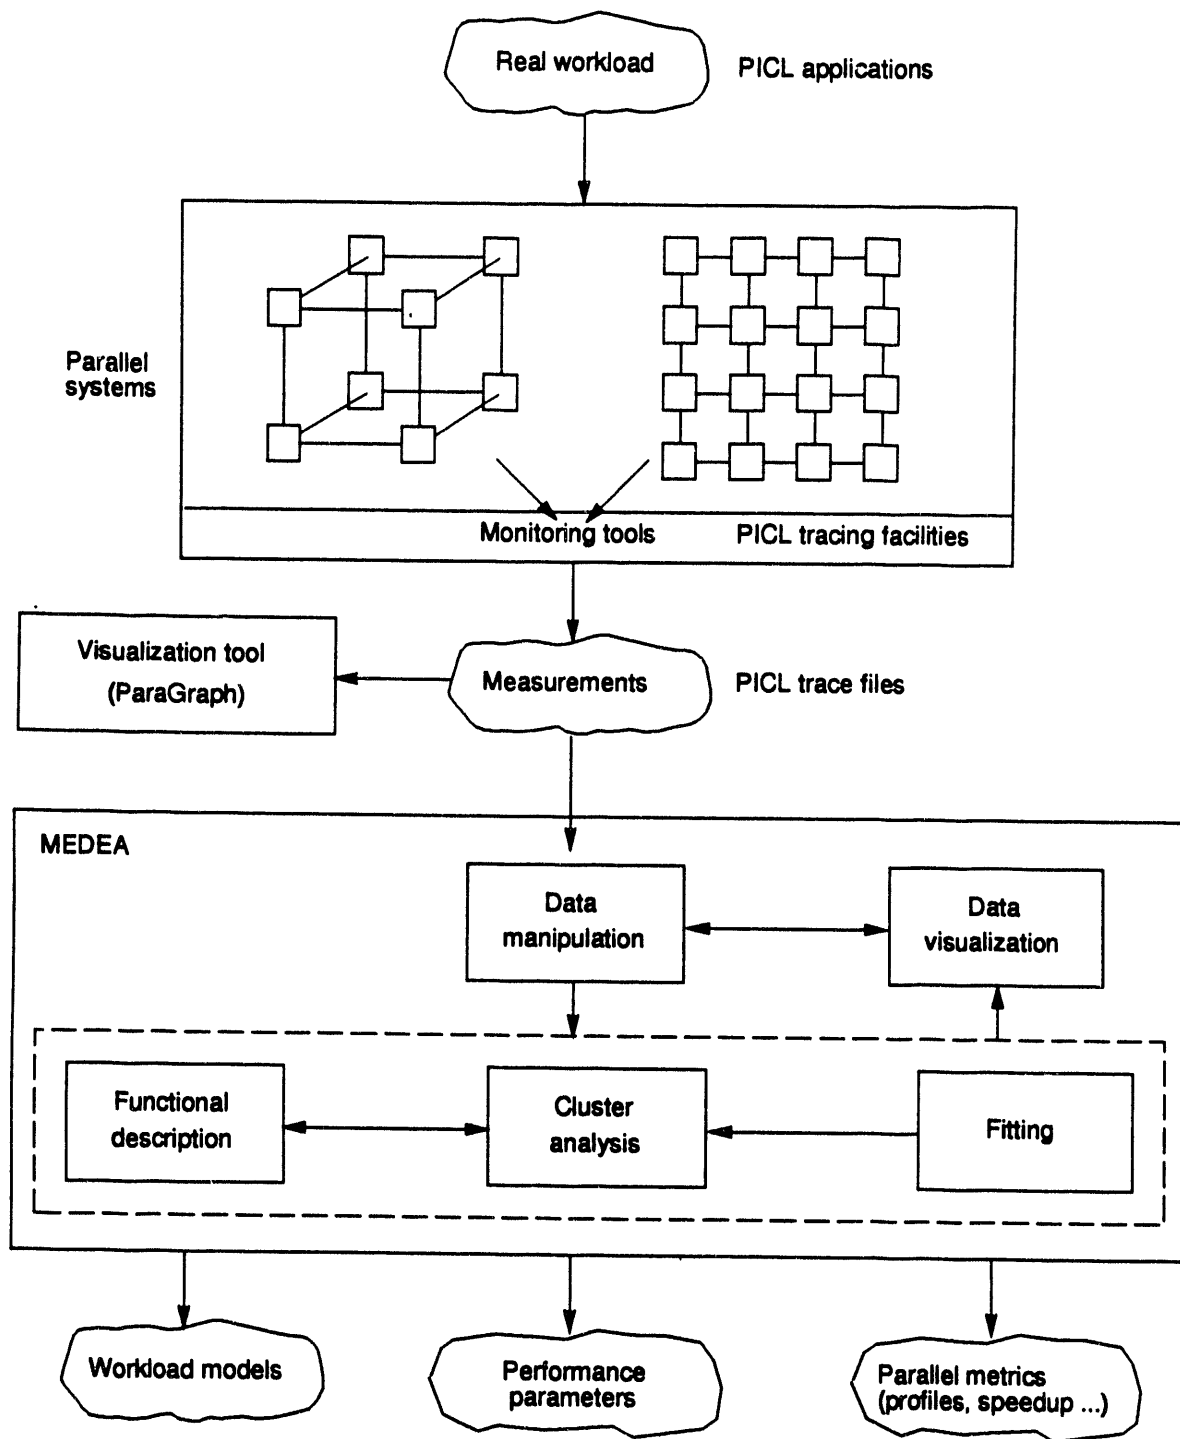 Real workload
PICL applications
Parallel
systems
Monitoring tools
PICL tracing facilities
Visualization tool
(ParaGraph)
Measurements
PICL trace files
MEDEA
Data
manipulation
Data
visualization
Functional
description
Cluster
analysis
Fitting
Workload models
Performance
parameters
Parallel metrics
(profiles, speedup ...)